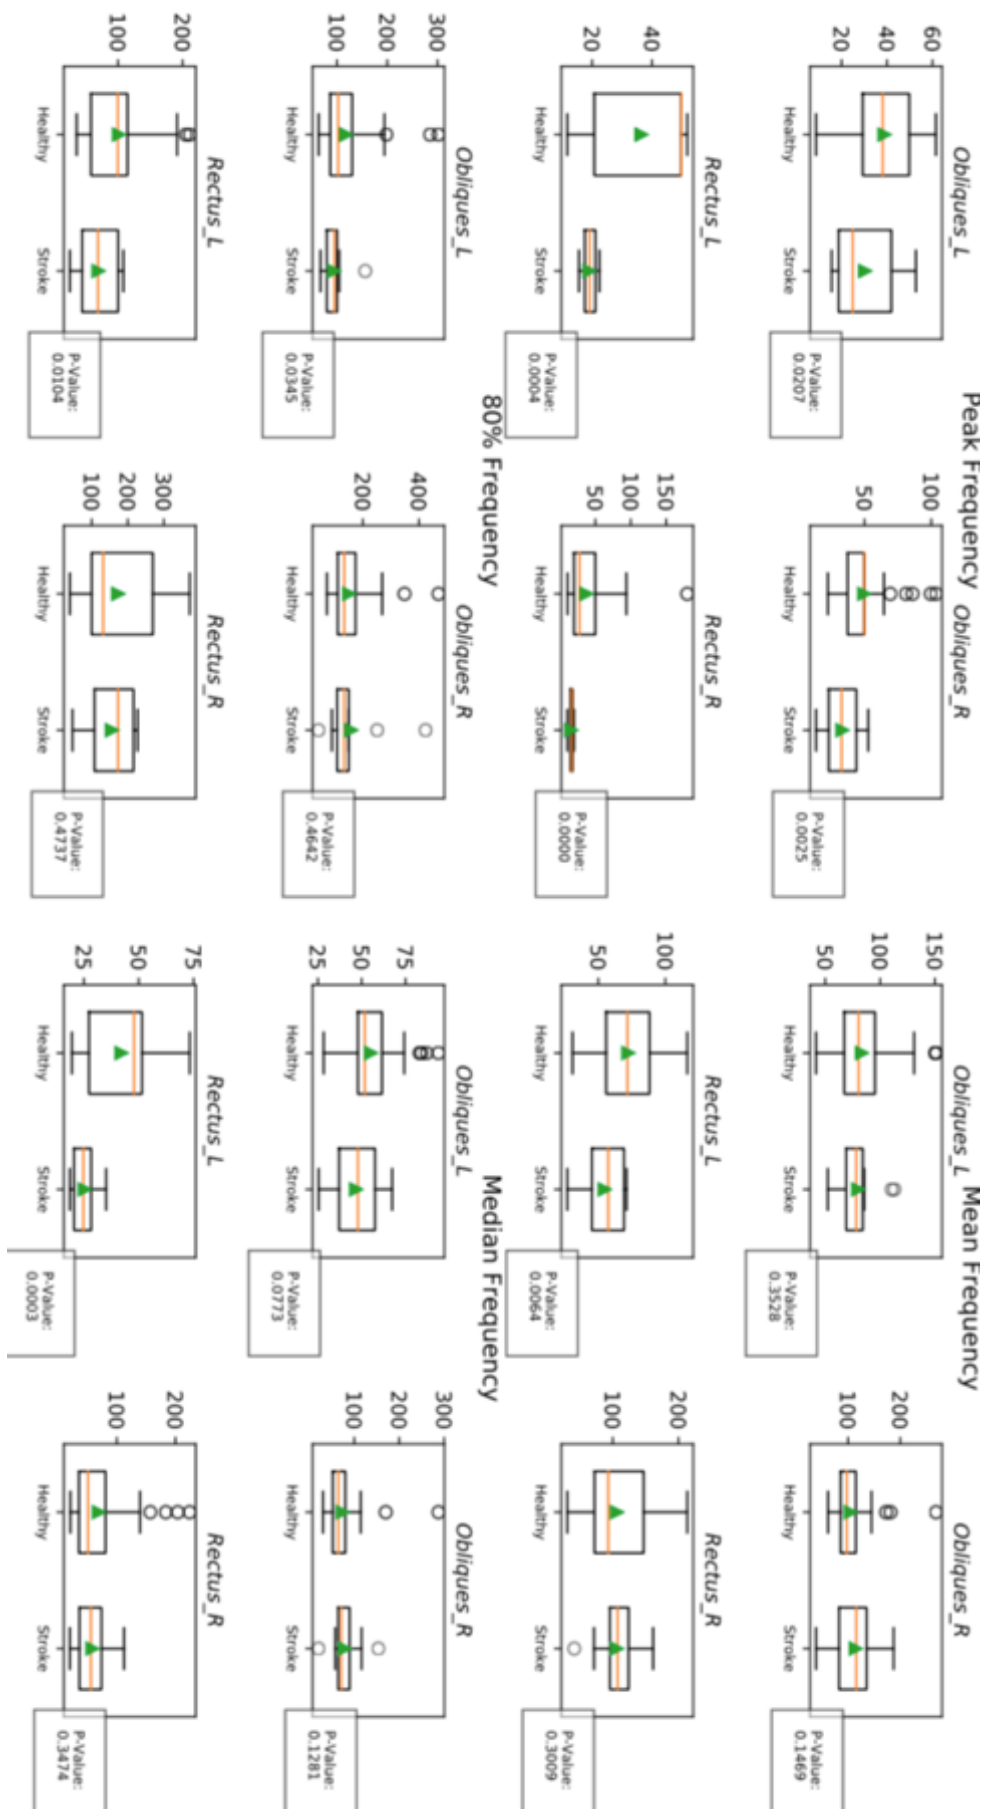 Peak Frequency
Obliques_L
60
40
20
Healthy
Stroke
P-Value:
0.0207
Obliques_R
100
50
Healthy
Stroke
P-Value:
0.0025
Rectus_L
40
20
Healthy
Stroke
P-Value:
0.0004
Rectus_R
150
100
50
Healthy
Stroke
P-Value:
0.0000
Mean Frequency
Obliques_L
150
100
50
Healthy
Stroke
P-Value:
0.3528
Obliques_R
200
100
Healthy
Stroke
P-Value:
0.1469
Rectus_L
100
50
Healthy
Stroke
P-Value:
0.0064
Rectus_R
200
100
Healthy
Stroke
P-Value:
0.3009
80% Frequency
Obliques_L
300
200
100
Healthy
Stroke
P-Value:
0.0345
Obliques_R
400
200
Healthy
Stroke
P-Value:
0.4642
Rectus_L
200
100
Healthy
Stroke
P-Value:
0.0104
Rectus_R
300
200
100
Healthy
Stroke
P-Value:
0.4737
Median Frequency
Obliques_L
75
50
25
Healthy
Stroke
P-Value:
0.0773
Obliques_R
300
200
100
Healthy
Stroke
P-Value:
0.1281
Rectus_L
75
50
25
Healthy
Stroke
P-Value:
0.0003
Rectus_R
200
100
Healthy
Stroke
P-Value:
0.3474